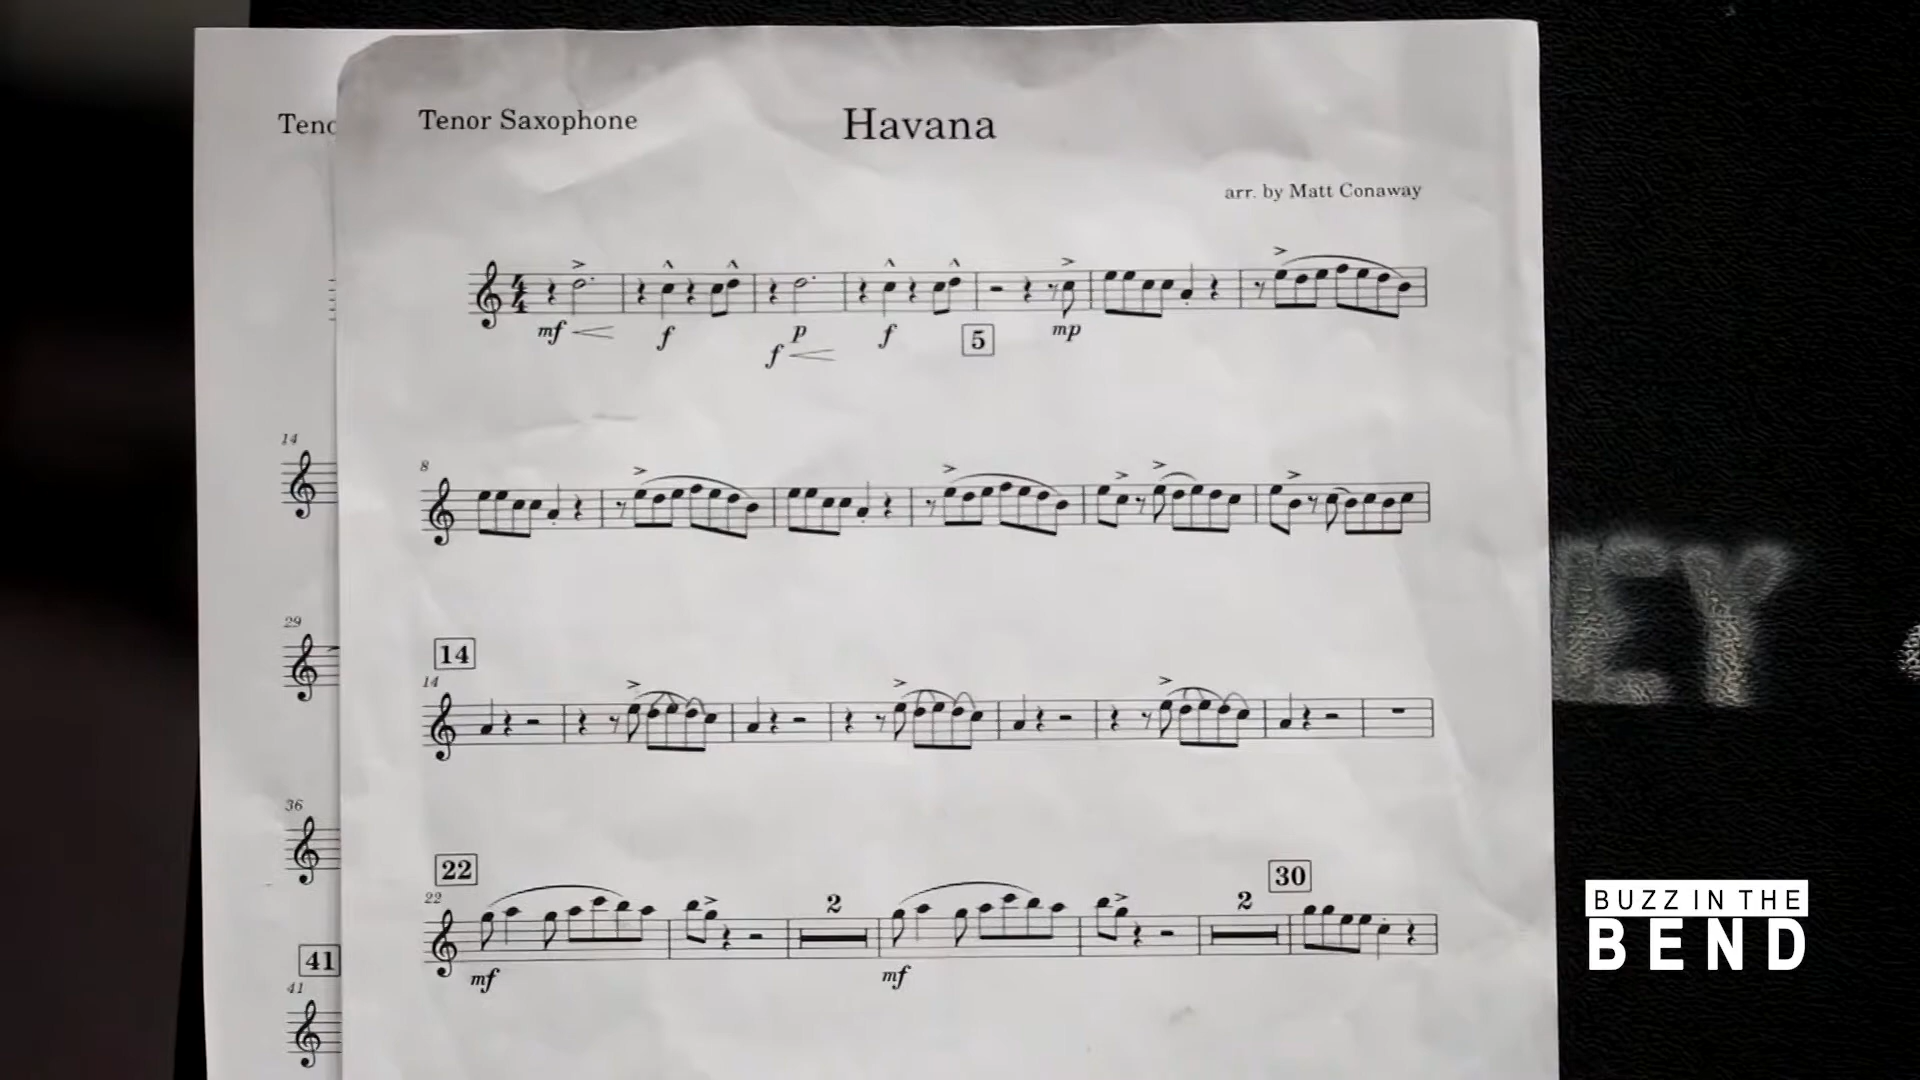 Tenor Saxophone
Havana
arr. by Matt Conaway
mf f p f f mp
5
8
14
14
22
22
2
2
30
mf mf
14
29
36
41
41
BUZZ IN THE
BEND